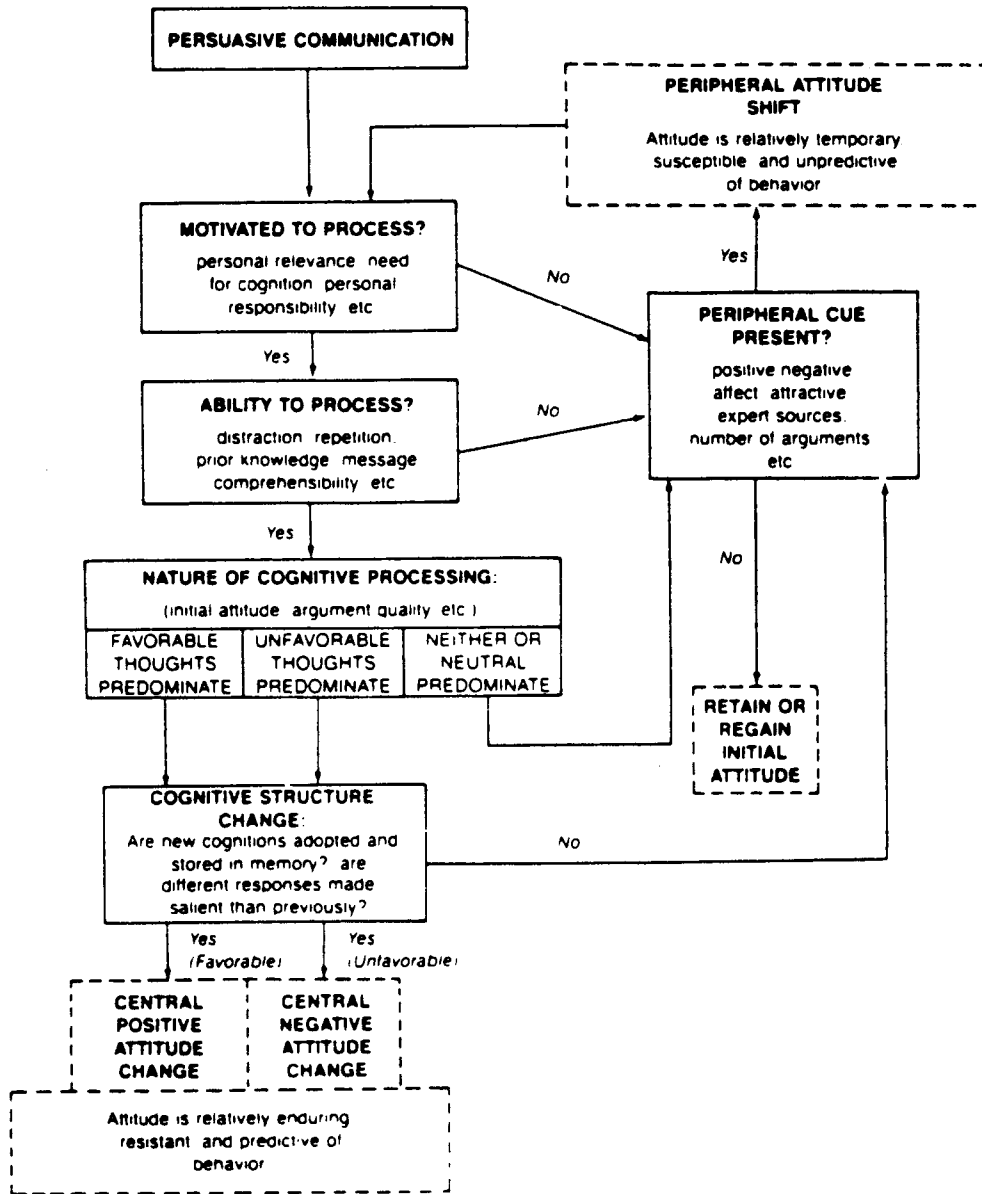 PERSUASIVE COMMUNICATION
PERIPHERAL ATTITUDE
SHIFT
Attitude is relatively temporary
susceptible and unpredictive
of behavior
MOTIVATED TO PROCESS?
personal relevance need
for cognition personal
responsibility etc
No
Yes
PERIPHERAL CUE
PRESENT?
positive negative
affect attractive
expert sources.
number of arguments
etc
Yes
ABILITY TO PROCESS?
distraction repetition.
prior knowledge message
comprehensibility etc
No
Yes
No
NATURE OF COGNITIVE PROCESSING:
(initial attitude argument quality etc )
FAVORABLE
THOUGHTS
PREDOMINATE
UNFAVORABLE
THOUGHTS
PREDOMINATE
NEITHER OR
NEUTRAL
PREDOMINATE
RETAIN OR
REGAIN
INITIAL
ATTITUDE
COGNITIVE STRUCTURE
CHANGE:
Are new cognitions adopted and
stored in memory? are
different responses made
salient than previously?
No
Yes
(Favorable)
Yes
(Unfavorable)
CENTRAL
POSITIVE
ATTITUDE
CHANGE
CENTRAL
NEGATIVE
ATTITUDE
CHANGE
Attitude is relatively enduring
resistant and predictive of
behavior